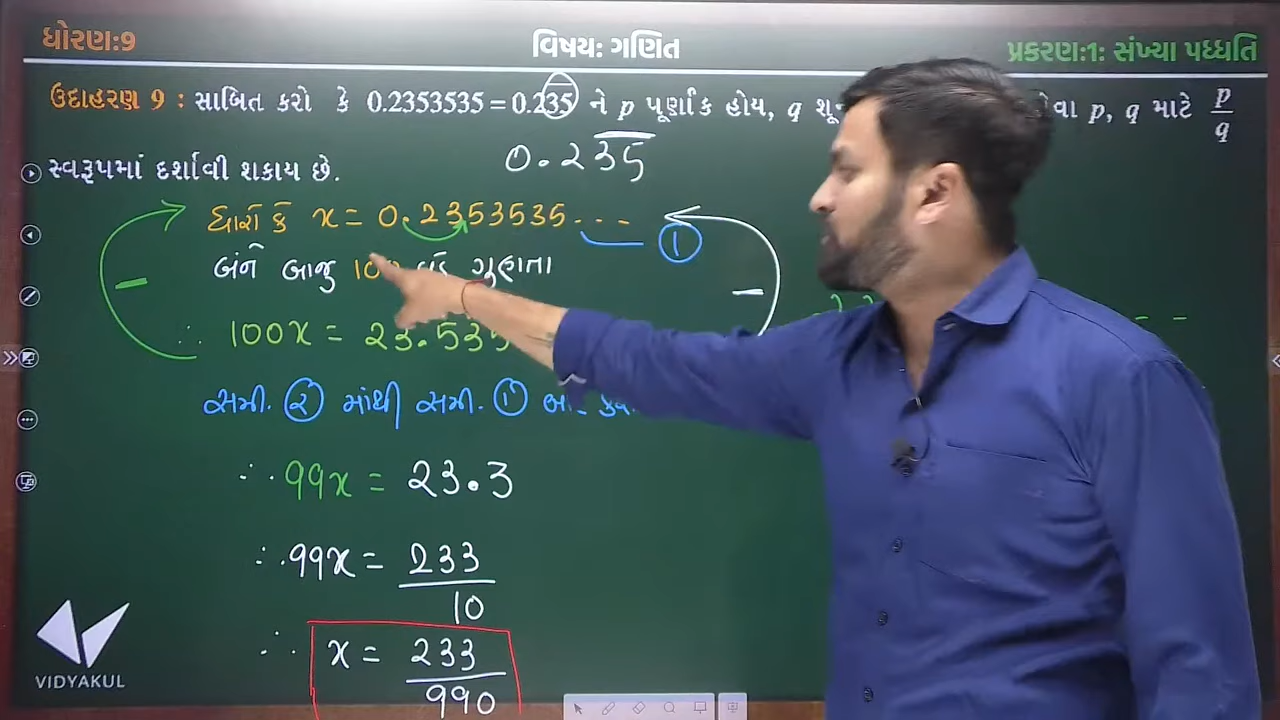 ધોરણ:9
વિષય: ગણિત
પ્રકરણ:1: સંખ્યા પધ્ધતિ
ઉદાહરણ 9 : સાબિત કરો કે 0.2353535 = 0.235 ને p પૂર્ણાંક હોય, q p, q માટે p/q
સ્વરૂપમાં દર્શાવી શકાય છે.
0.235
ધારો કે x = 0.2353535... ①
બંને બાજુ ગુણતા
∴ 100x = 23.535
સમી. ② માંથી સમી. ①
∴ 99x = 23.3
∴ 99x = 233/10
∴ x = 233/990
VIDYAKUL